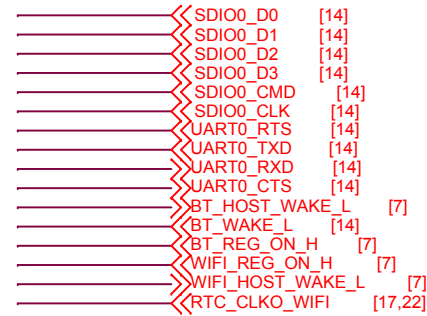 SDIO0_D0 [14]
SDIO0_D1 [14]
SDIO0_D2 [14]
SDIO0_D3 [14]
SDIO0_CMD [14]
SDIO0_CLK [14]
UART0_RTS [14]
UART0_TXD [14]
UART0_RXD [14]
UART0_CTS [14]
BT_HOST_WAKE_L [7]
BT_WAKE_L [14]
BT_REG_ON_H [7]
WIFI_REG_ON_H [7]
WIFI_HOST_WAKE_L [7]
RTC_CLKO_WIFI [17,22]